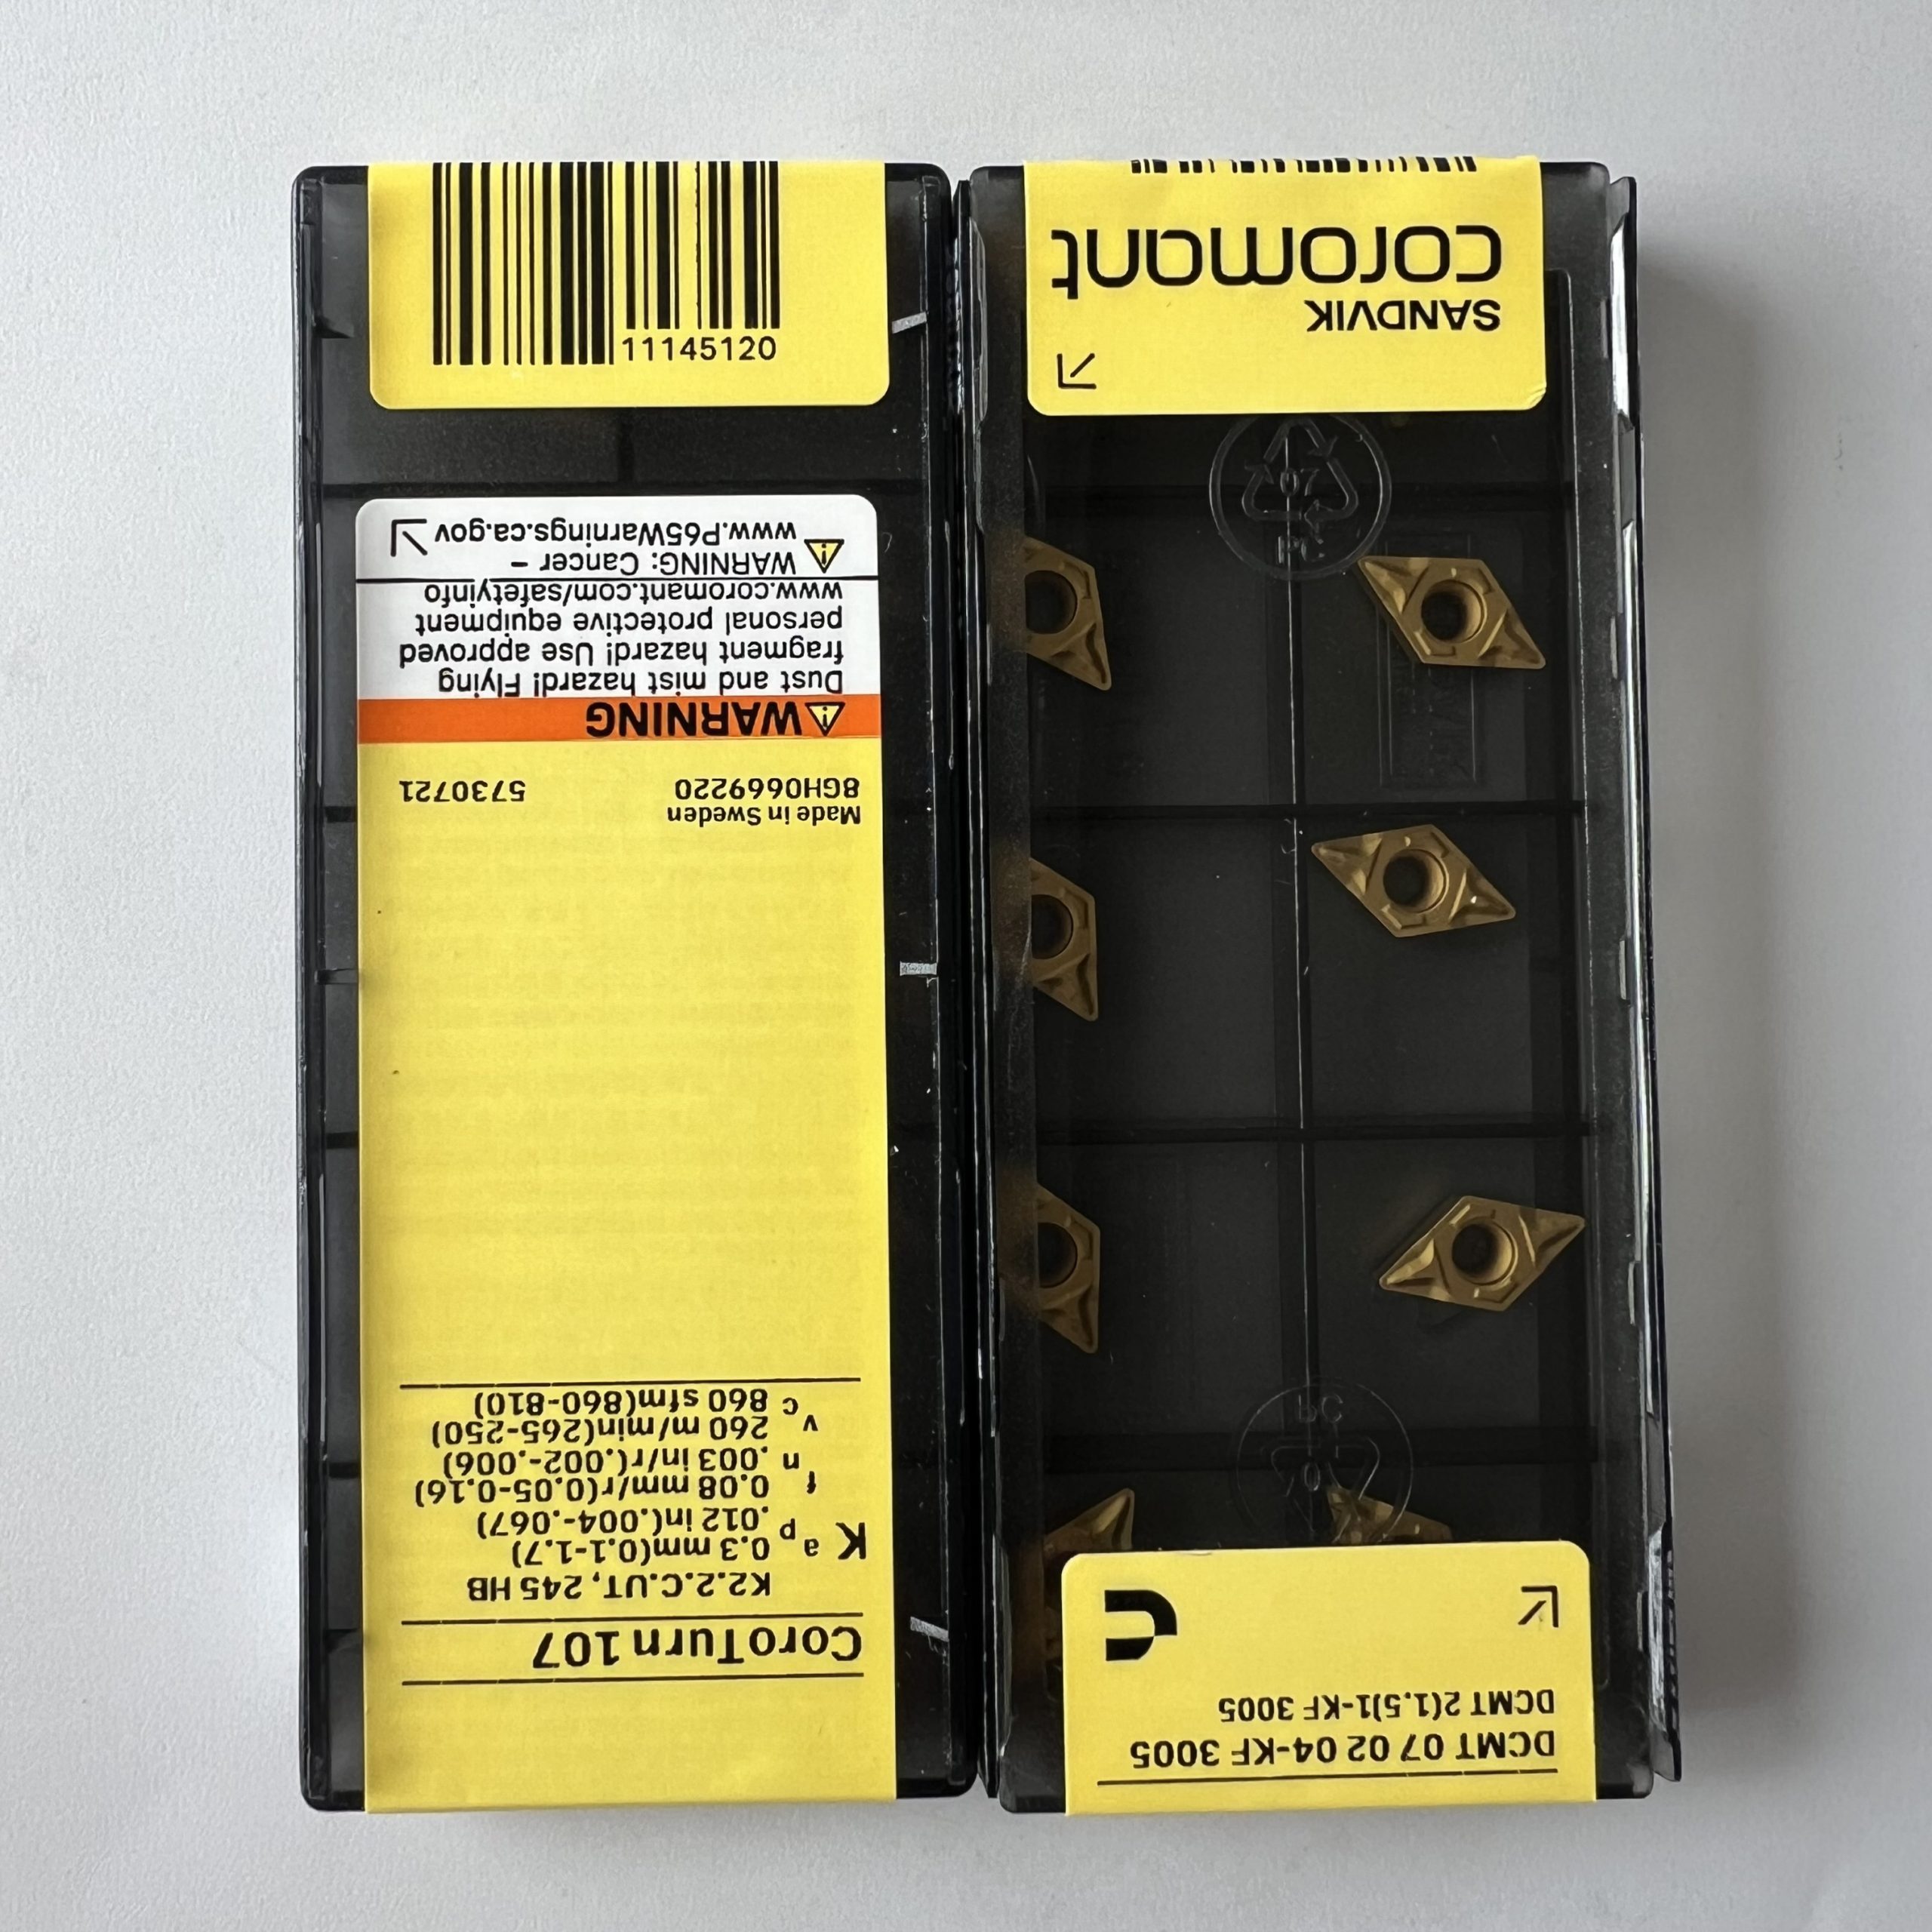 11145120
CoroTurn 107
K2.2.C.UT, 245 HB
K ap 0.3 mm(0.1-1.7)
.012 in(.004-.067)
fn 0.08 mm/r(0.05-0.16)
.003 in/r(.002-.006)
vc 260 m/min(265-250)
860 sfm(860-810)
Made in Sweden
8GH0669220 5730721
WARNING
Dust and mist hazard! Flying
fragment hazard! Use approved
personal protective equipment
www.coromant.com/safetyinfo
WARNING: Cancer –
www.P65Warnings.ca.gov
DCMT 07 02 04-KF 3005
DCMT 2(1.5)1-KF 3005
PC
07
07
PC
SANDVIK
coromant